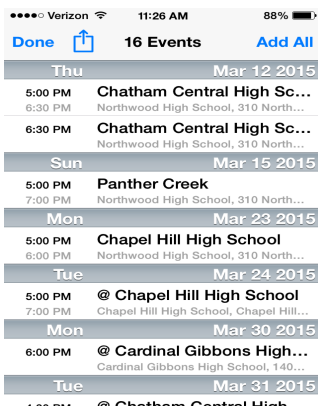 Verizon 11:26 AM 88%
Done 16 Events Add All
Thu Mar 12 2015
5:00 PM Chatham Central High Sc...
6:30 PM Northwood High School, 310 North...
6:30 PM Chatham Central High Sc...
Northwood High School, 310 North...
Sun Mar 15 2015
5:00 PM Panther Creek
7:00 PM Northwood High School, 310 North...
Mon Mar 23 2015
5:00 PM Chapel Hill High School
6:00 PM Northwood High School, 310 North...
Tue Mar 24 2015
5:00 PM @ Chapel Hill High School
7:00 PM Chapel Hill High School, Chapel Hill...
Mon Mar 30 2015
6:00 PM @ Cardinal Gibbons High...
Cardinal Gibbons High School, 140...
Tue Mar 31 2015
@ Chatham Central High